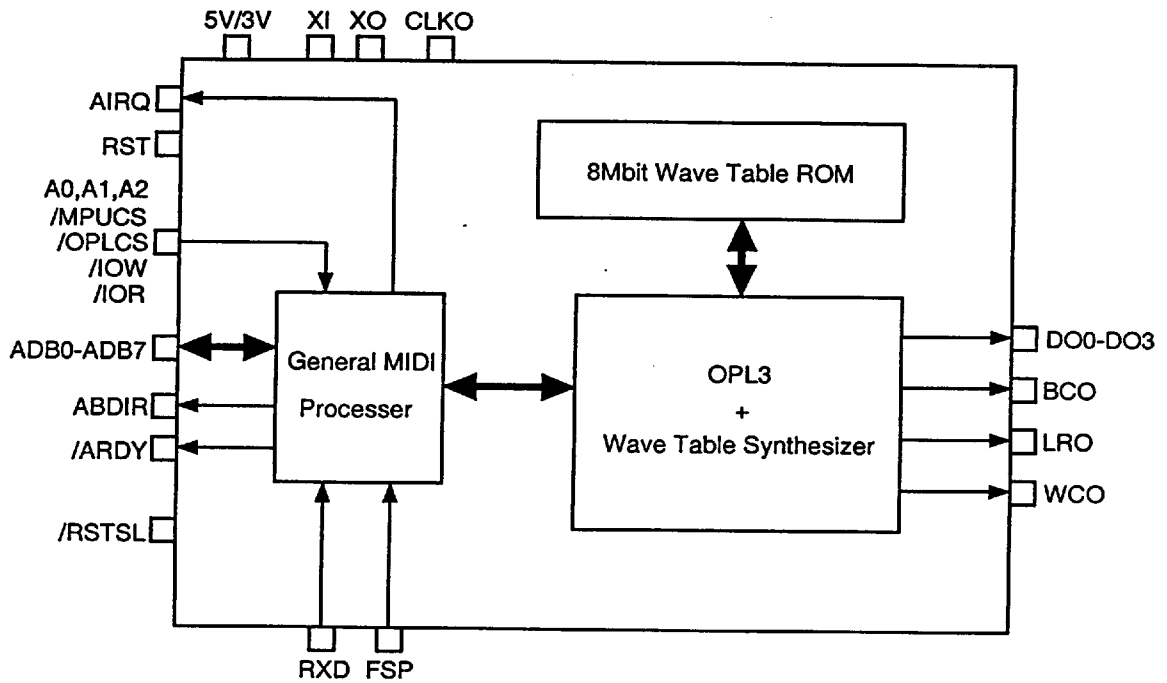 5V/3V XI XO CLKO
AIRQ
RST
A0,A1,A2
/MPUCS
/OPLCS
/IOW
/IOR
ADB0-ADB7
ABDIR
/ARDY
/RSTSL
8Mbit Wave Table ROM
General MIDI
Processer
OPL3
+
Wave Table Synthesizer
DO0-DO3
BCO
LRO
WCO
RXD FSP